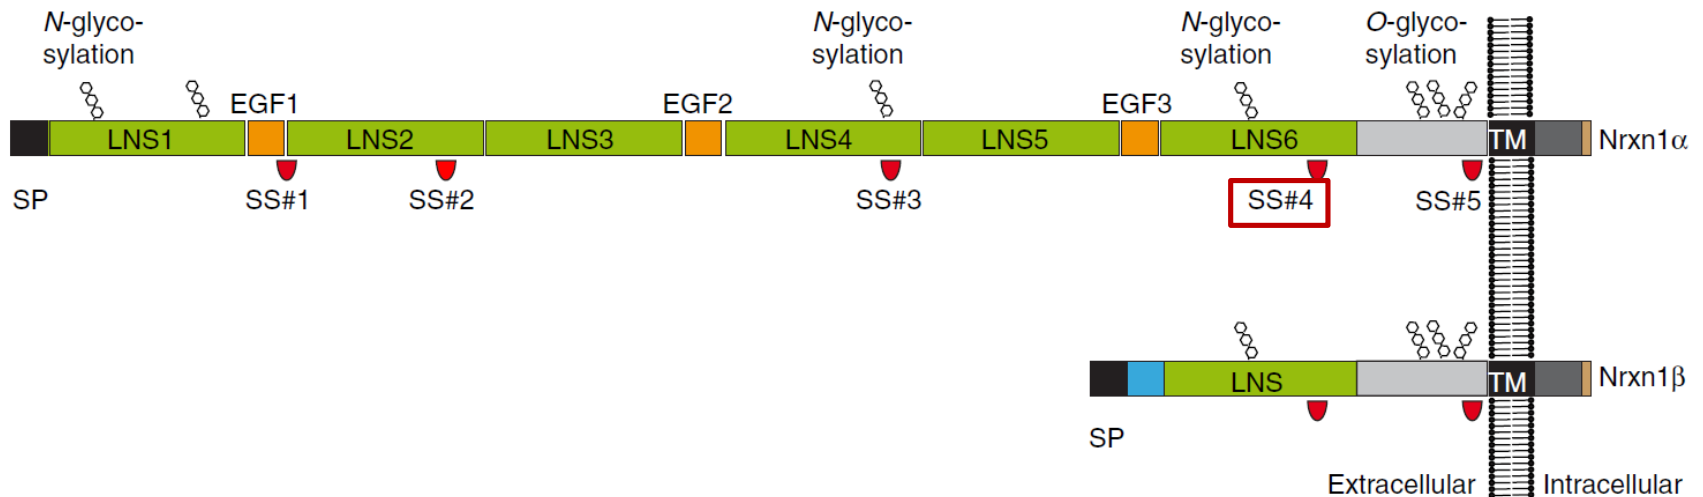 N-glyco-
sylation
N-glyco-
sylation
N-glyco-
sylation
O-glyco-
sylation
EGF1
EGF2
EGF3
LNS1
LNS2
LNS3
LNS4
LNS5
LNS6
TM
Nrxn1α
SP
SS#1
SS#2
SS#3
SS#4
SS#5
LNS
TM
Nrxn1β
SP
Extracellular
Intracellular